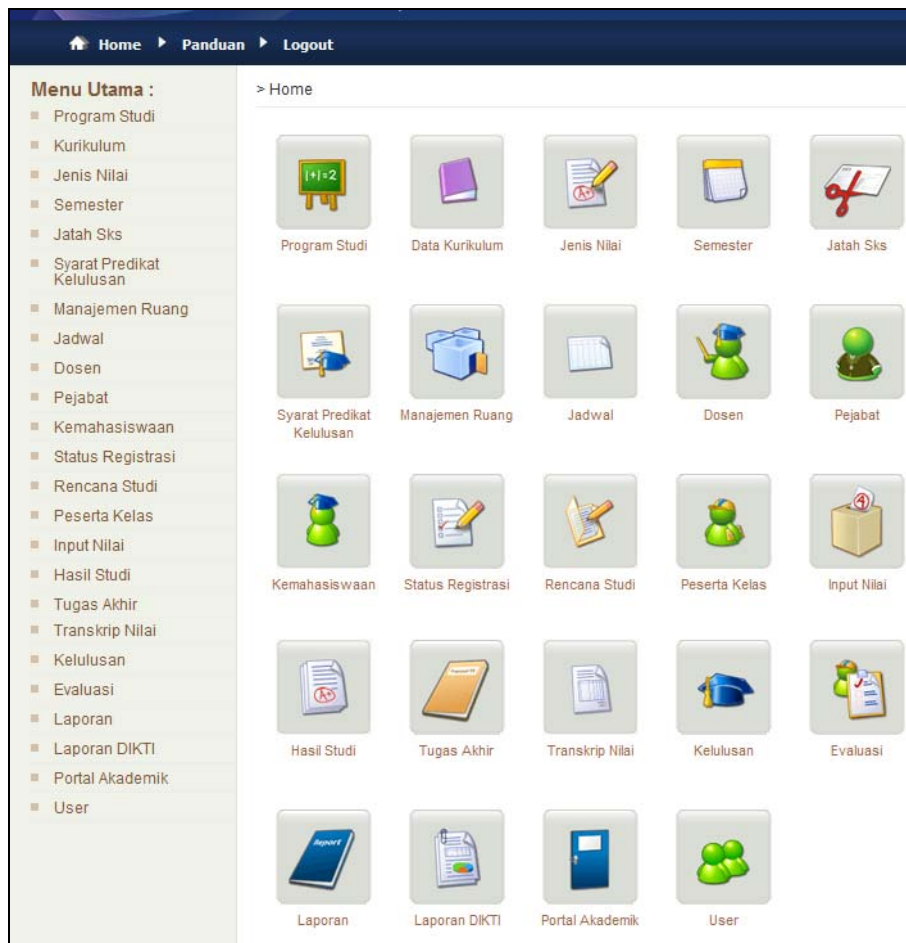 Home Panduan Logout
Menu Utama :
Program Studi
Kurikulum
Jenis Nilai
Semester
Jatah Sks
Syarat Predikat
Kelulusan
Manajemen Ruang
Jadwal
Dosen
Pejabat
Kemahasiswaan
Status Registrasi
Rencana Studi
Peserta Kelas
Input Nilai
Hasil Studi
Tugas Akhir
Transkrip Nilai
Kelulusan
Evaluasi
Laporan
Laporan DIKTI
Portal Akademik
User
> Home
|+|=2
A+
Program Studi Data Kurikulum Jenis Nilai Semester Jatah Sks
Syarat Predikat Manajemen Ruang Jadwal Dosen Pejabat
Kelulusan
Kemahasiswaan Status Registrasi Rencana Studi Peserta Kelas Input Nilai
A+
Hasil Studi Tugas Akhir Transkrip Nilai Kelulusan Evaluasi
Report
Laporan Laporan DIKTI Portal Akademik User